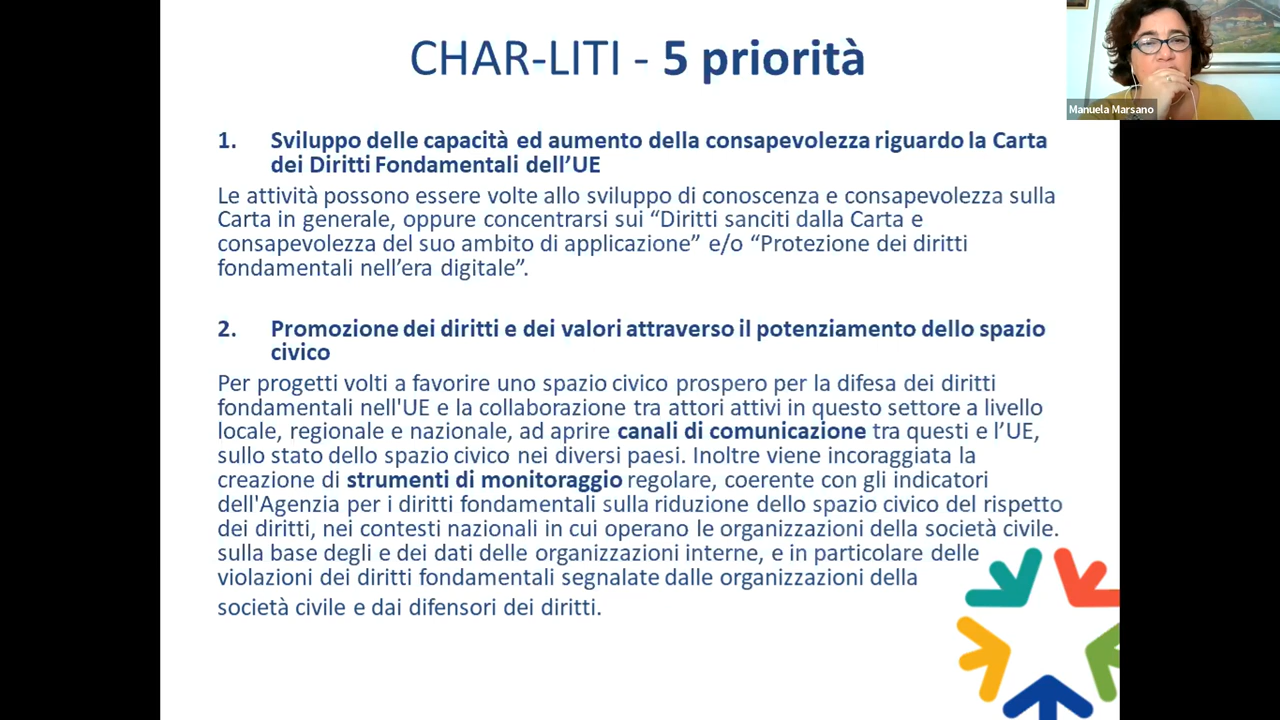 CHAR-LITI - 5 priorità
Manuela Marsano
1. Sviluppo delle capacità ed aumento della consapevolezza riguardo la Carta
dei Diritti Fondamentali dell’UE
Le attività possono essere volte allo sviluppo di conoscenza e consapevolezza sulla
Carta in generale, oppure concentrarsi sui “Diritti sanciti dalla Carta e
consapevolezza del suo ambito di applicazione” e/o “Protezione dei diritti
fondamentali nell’era digitale”.
2. Promozione dei diritti e dei valori attraverso il potenziamento dello spazio
civico
Per progetti volti a favorire uno spazio civico prospero per la difesa dei diritti
fondamentali nell'UE e la collaborazione tra attori attivi in questo settore a livello
locale, regionale e nazionale, ad aprire canali di comunicazione tra questi e l’UE,
sullo stato dello spazio civico nei diversi paesi. Inoltre viene incoraggiata la
creazione di strumenti di monitoraggio regolare, coerente con gli indicatori
dell'Agenzia per i diritti fondamentali sulla riduzione dello spazio civico del rispetto
dei diritti, nei contesti nazionali in cui operano le organizzazioni della società civile.
sulla base degli e dei dati delle organizzazioni interne, e in particolare delle
violazioni dei diritti fondamentali segnalate dalle organizzazioni della
società civile e dai difensori dei diritti.